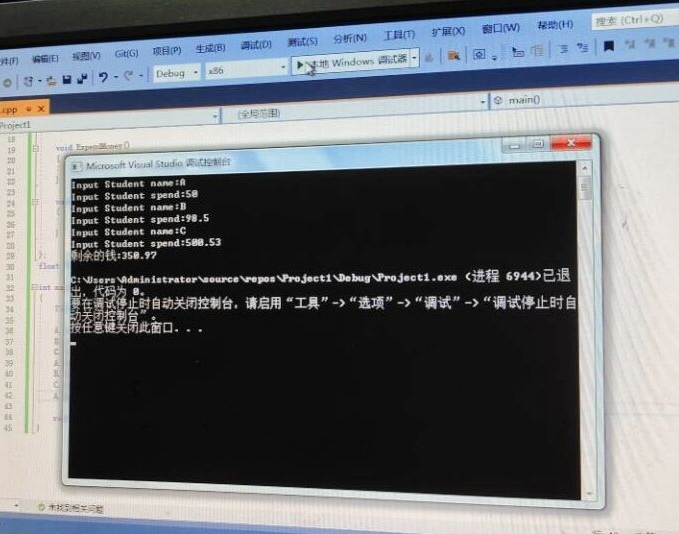 编辑(E) 视图(V) Git(G) 项目(P) 生成(B) 调试(D) 测试(S) 分析(N) 工具(T) 扩展(X) 窗口(W) 帮助(H) 搜索 (Ctrl+Q)
Debug x86 本地 Windows 调试器
.cpp
Project1 (全局范围) main()
18
19 void ExpendMoney()
20
21
22
23
24
25
26
27
28
29
30 float
31
32 int
33
34
35
36
37
38
39
40
41
42
43
44
45 }
Microsoft Visual Studio 调试控制台
Input Student name:A
Input Student spend:50
Input Student name:B
Input Student spend:98.5
Input Student name:C
Input Student spend:500.53
剩余的钱:350.97
C:\Users\Administrator\source\repos\Project1\Debug\Project1.exe (进程 6944)已退
出，代码为 0。
要在调试停止时自动关闭控制台，请启用“工具”->“选项”->“调试”->“调试停止时自
动关闭控制台”。
按任意键关闭此窗口. . .
未找到相关问题